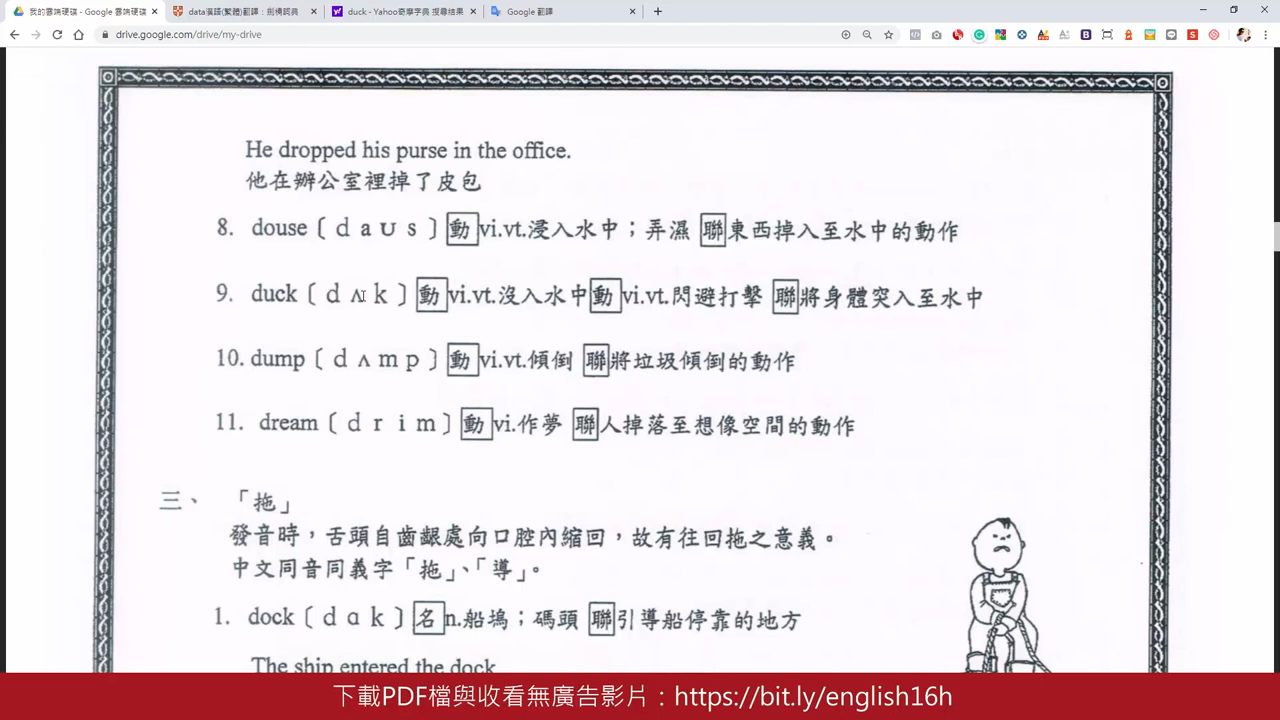 我的雲端硬碟 - Google 雲端硬碟
data漢語(繁體)翻譯：劍橋詞典
duck - Yahoo奇摩字典 搜尋結果
Google 翻譯
drive.google.com/drive/my-drive
He dropped his purse in the office.
他在辦公室裡掉了皮包
8. douse〔d a ʊ s〕動vi.vt.浸入水中；弄濕 聯東西掉入至水中的動作
9. duck〔d ʌ k〕動vi.vt.沒入水中動vi.vt.閃避打擊 聯將身體突入至水中
10. dump〔d ʌ m p〕動vi.vt.傾倒 聯將垃圾傾倒的動作
11. dream〔d r i m〕動vi.作夢 聯人掉落至想像空間的動作
三、「拖」
發音時，舌頭自齒齦處向口腔內縮回，故有往回拖之意義。
中文同音同義字「拖」、「導」。
1. dock〔d ɑ k〕名n.船塢；碼頭 聯引導船停靠的地方
The ship entered the dock
下載PDF檔與收看無廣告影片：https://bit.ly/english16h